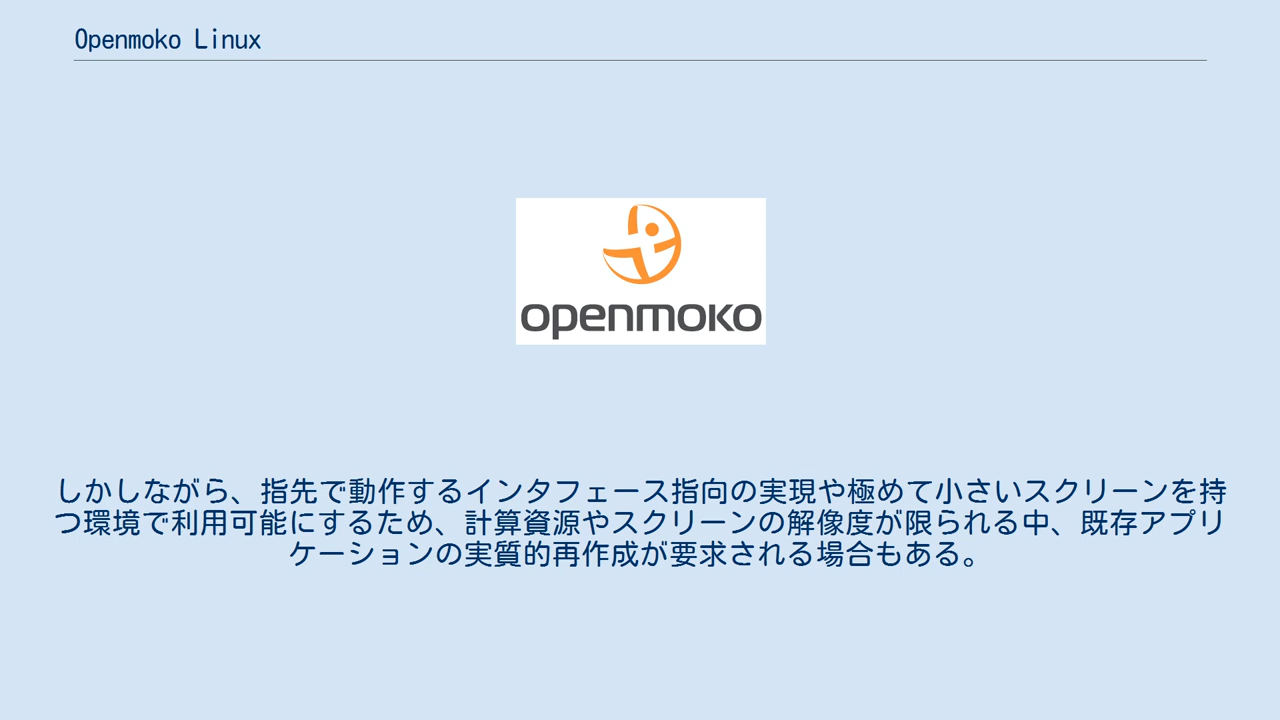 Openmoko Linux
openmoko
しかしながら、指先で動作するインタフェース指向の実現や極めて小さいスクリーンを持
つ環境で利用可能にするため、計算資源やスクリーンの解像度が限られる中、既存アプリ
ケーションの実質的再作成が要求される場合もある。